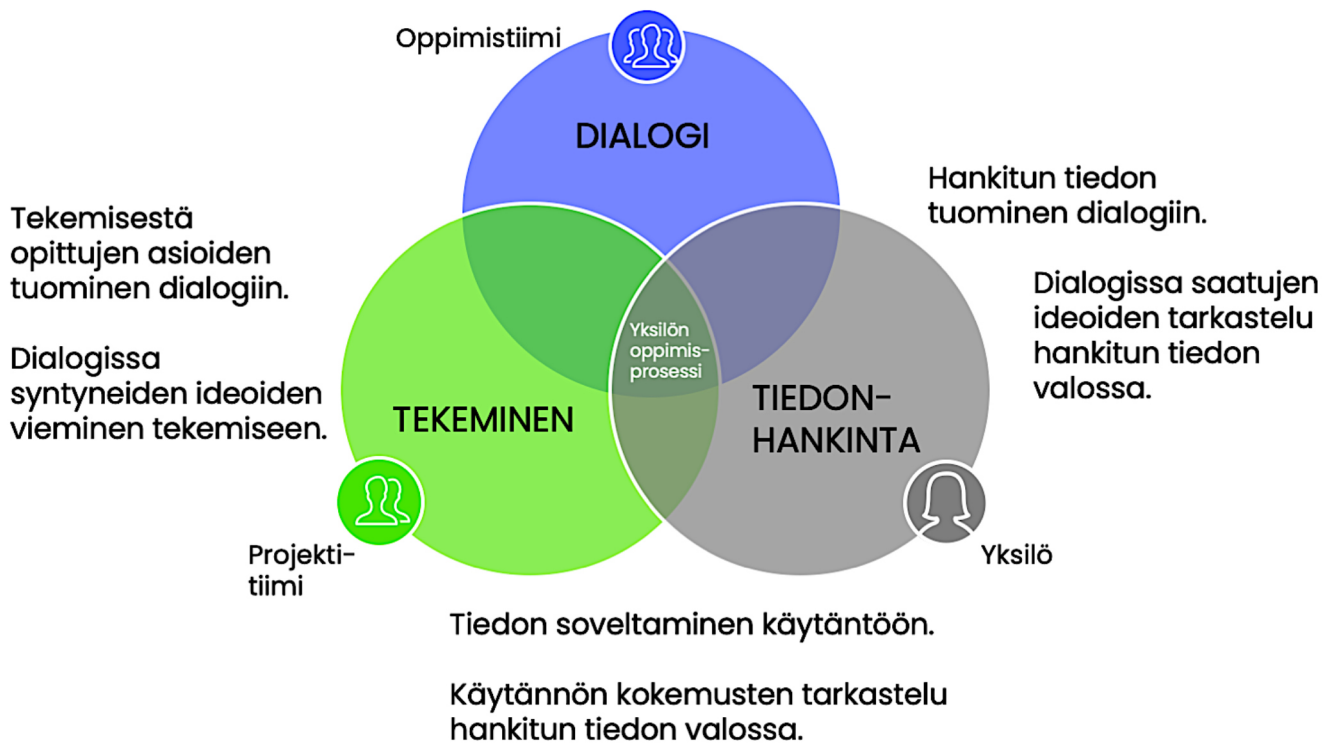 Oppimistiimi
DIALOGI
Hankitun tiedon
tuominen dialogiin.
Tekemisestä
opittujen asioiden
tuominen dialogiin.
Dialogissa saatujen
ideoiden tarkastelu
hankitun tiedon
valossa.
Dialogissa
syntyneiden ideoiden
vieminen tekemiseen.
Yksilön
oppimis-
prosessi
TEKEMINEN
TIEDON-
HANKINTA
Projekti-
tiimi
Yksilö
Tiedon soveltaminen käytäntöön.
Käytännön kokemusten tarkastelu
hankitun tiedon valossa.